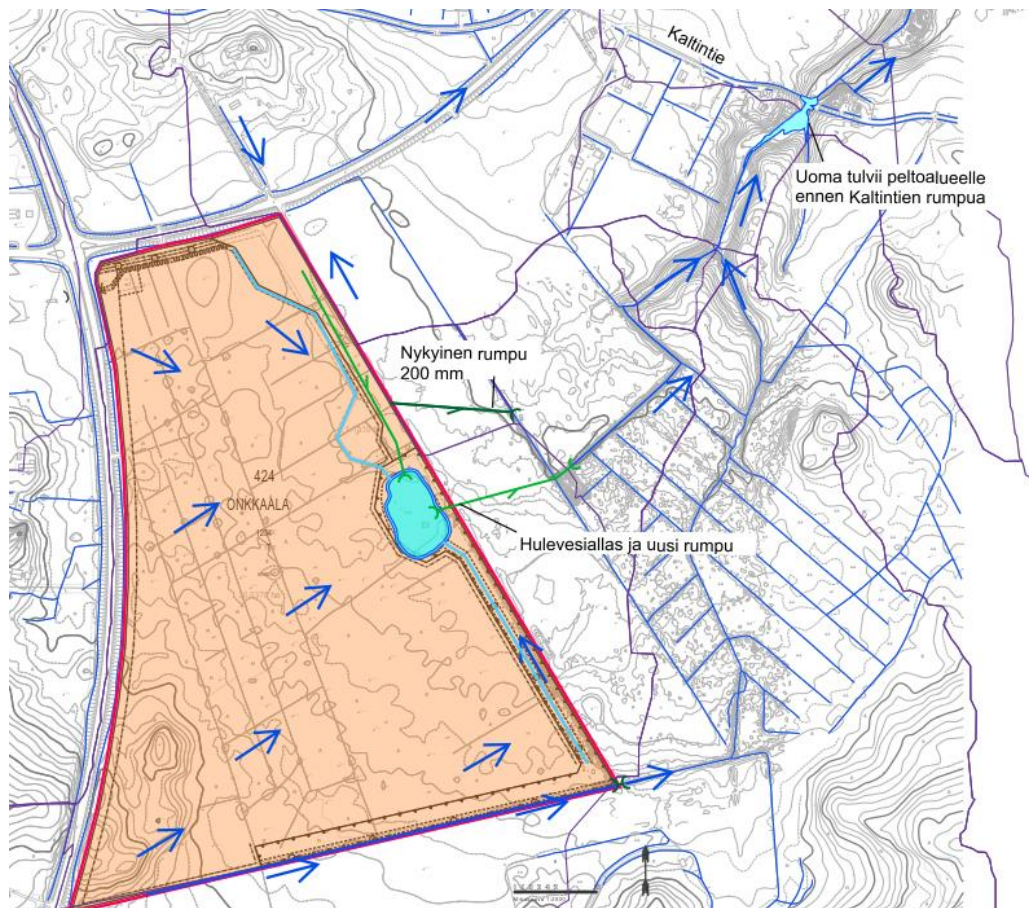 Kaltintie
Uoma tulvii peltoalueelle
ennen Kaltintien rumpua
Nykyinen rumpu
200 mm
424
ONKKAALA
Hulevesiallas ja uusi rumpu